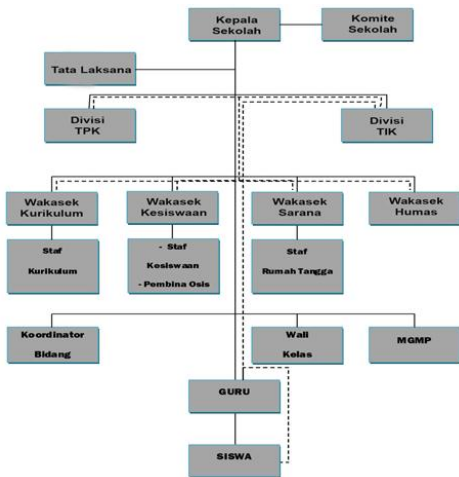 Kepala
Sekolah
Komite
Sekolah
Tata Laksana
Divisi
TPK
Divisi
TIK
Wakasek
Kurikulum
Wakasek
Kesiswaan
Wakasek
Sarana
Wakasek
Humas
Staf
Kurikulum
- Staf
Kesiswaan
- Pembina Osis
Staf
Rumah Tangga
Koordinator
Bidang
Wali
Kelas
MGMP
GURU
SISWA